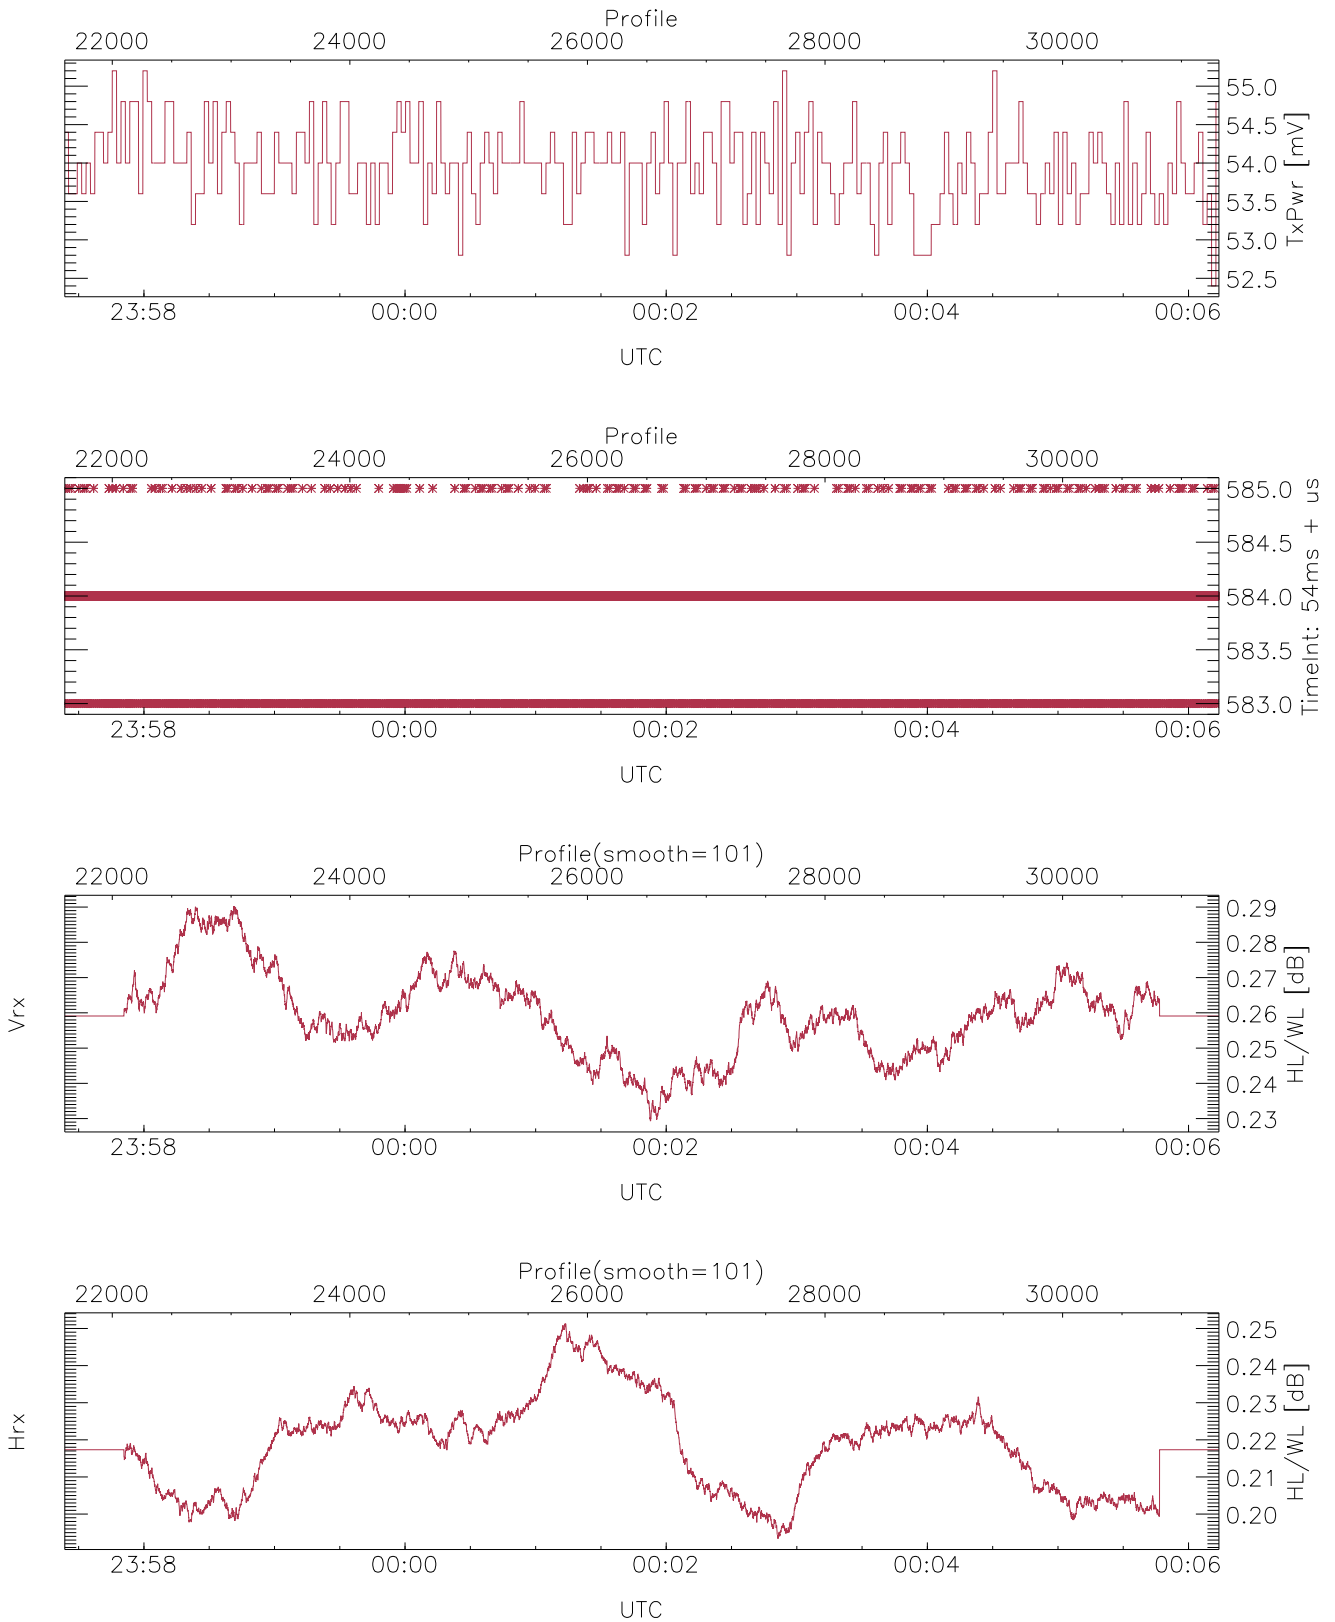 Profile
22000 24000 26000 28000 30000
55.0
54.5
54.0
53.5
53.0
52.5
TxPwr [mV]
23:58 00:00 00:02 00:04 00:06
UTC
Profile
22000 24000 26000 28000 30000
585.0
584.5
584.0
583.5
583.0
TimeInt: 54ms + us
23:58 00:00 00:02 00:04 00:06
UTC
Profile(smooth=101)
22000 24000 26000 28000 30000
Vrx
0.29
0.28
0.27
0.26
0.25
0.24
0.23
HL/WL [dB]
23:58 00:00 00:02 00:04 00:06
UTC
Profile(smooth=101)
22000 24000 26000 28000 30000
Hrx
0.25
0.24
0.23
0.22
0.21
0.20
HL/WL [dB]
23:58 00:00 00:02 00:04 00:06
UTC